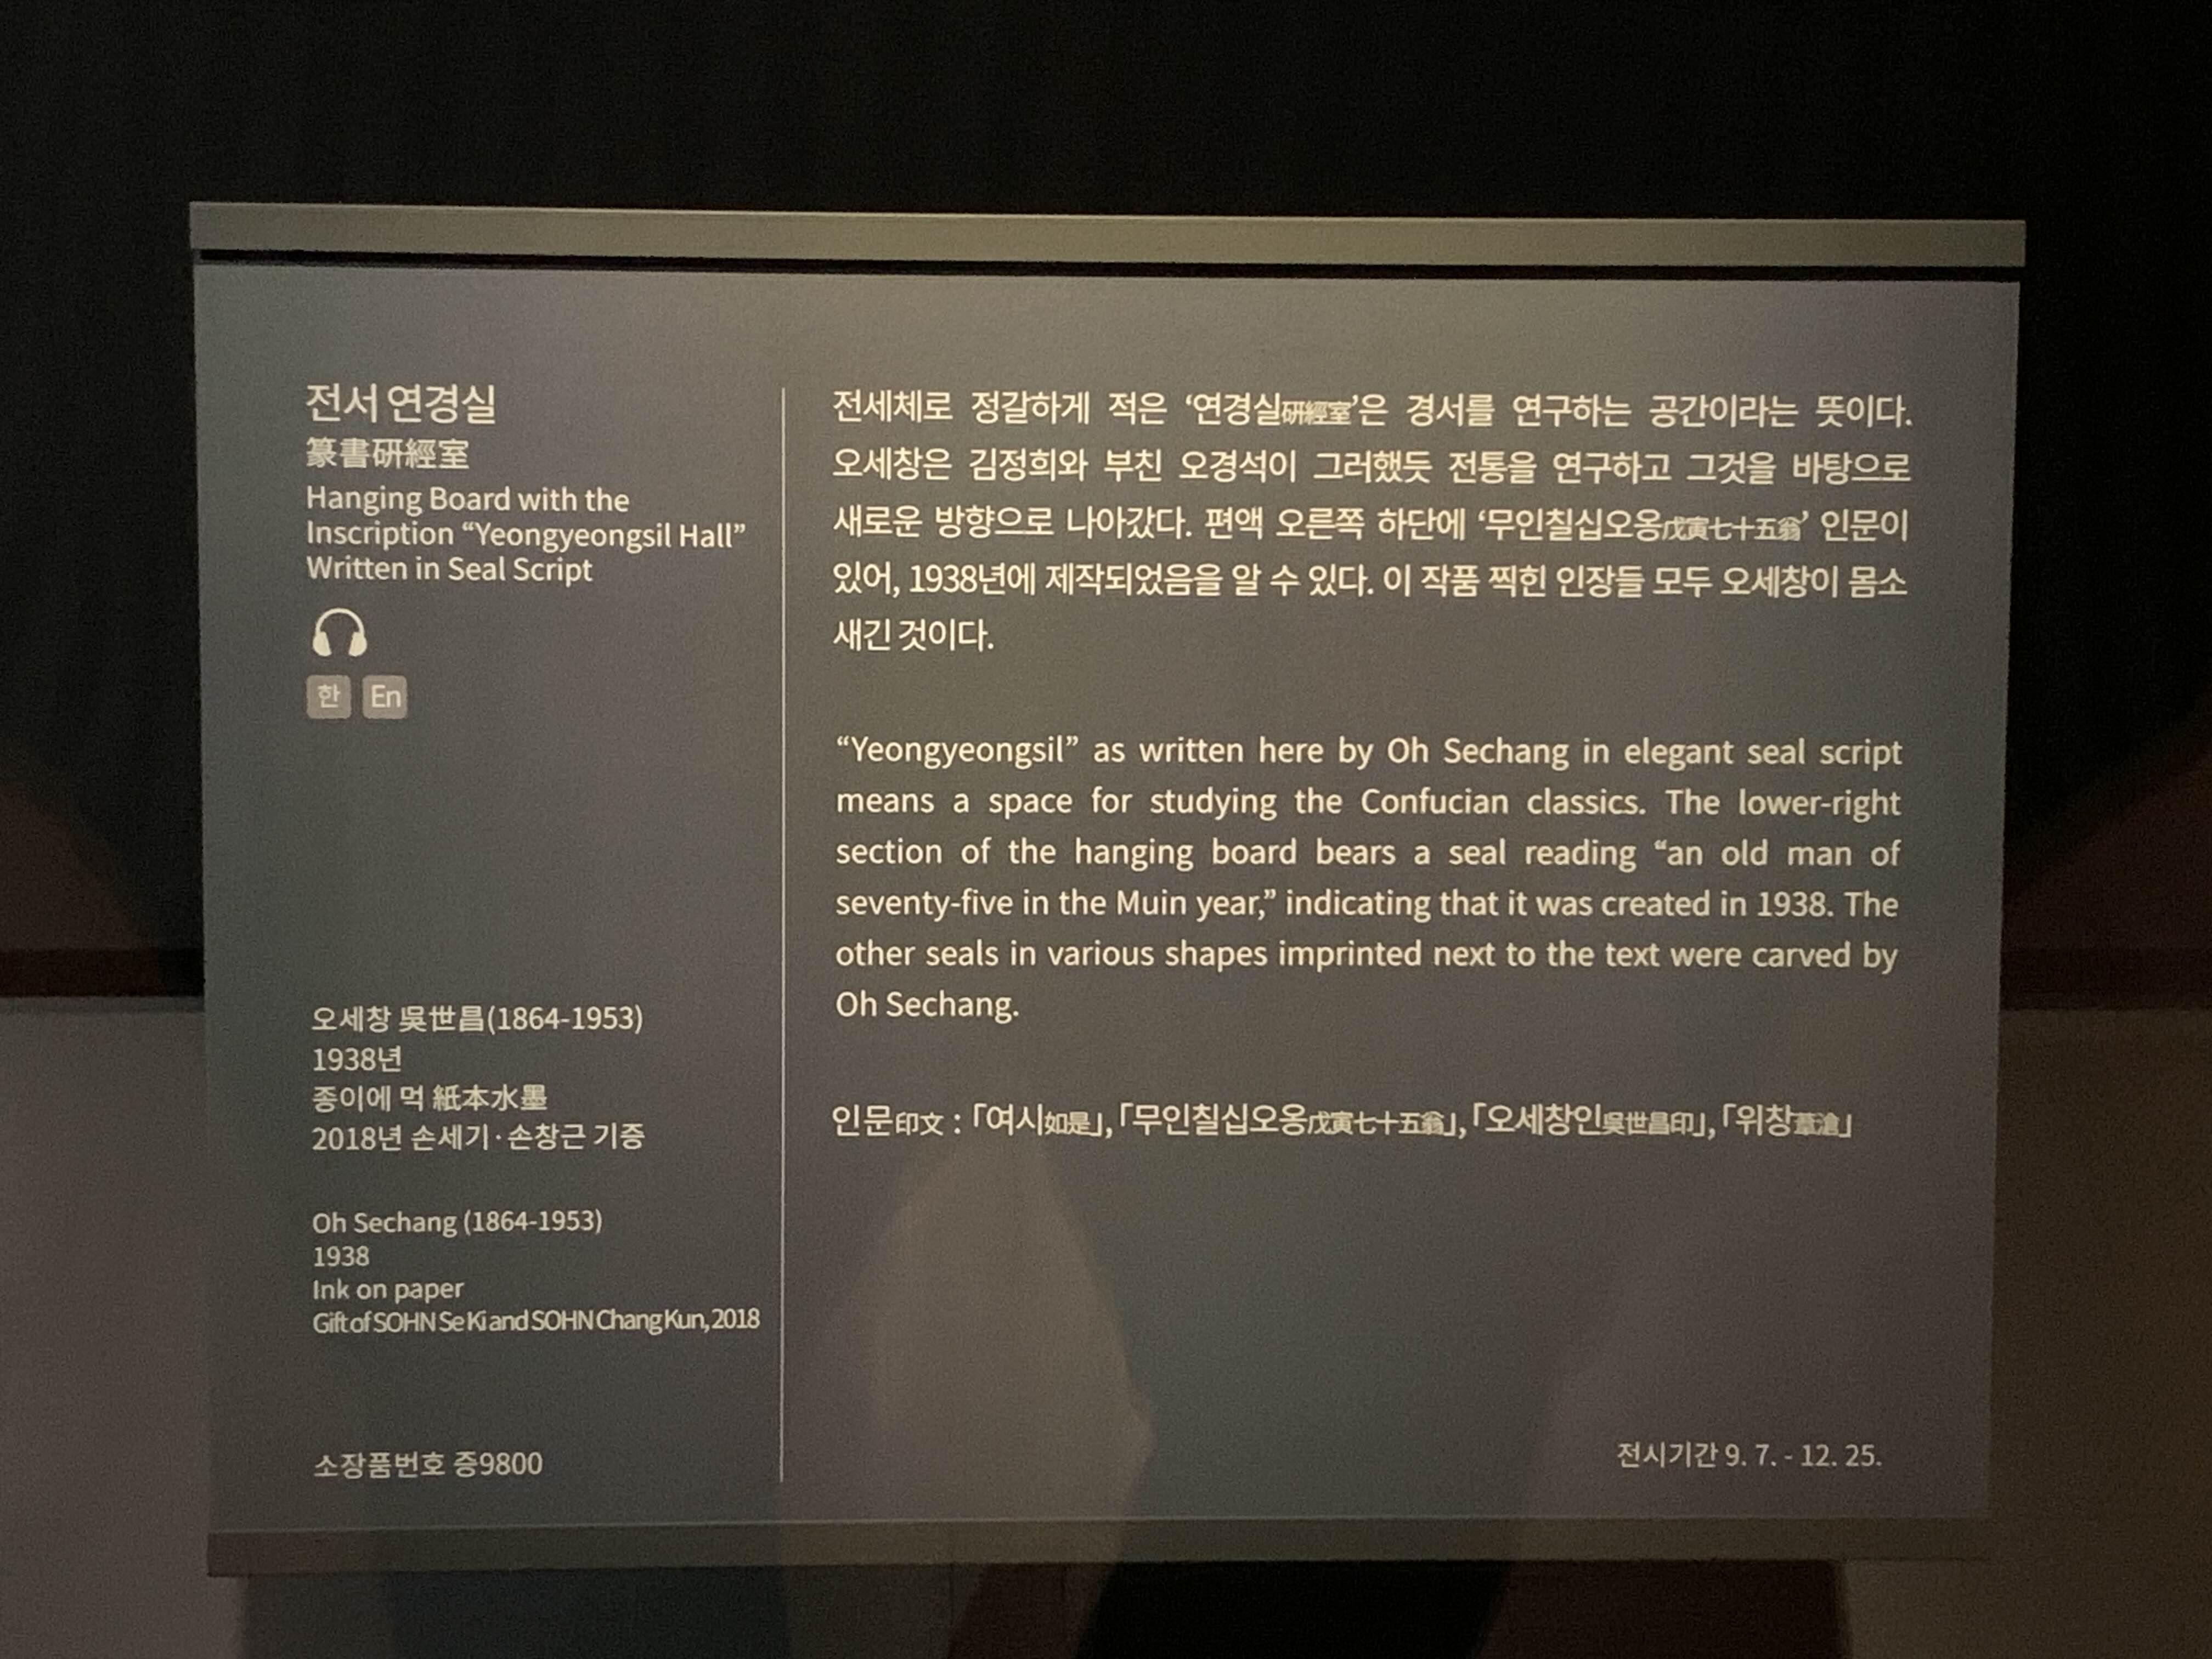 전서 연경실
篆書硏經室
Hanging Board with the
Inscription “Yeongyeongsil Hall”
Written in Seal Script
한 En
오세창 吳世昌(1864-1953)
1938년
종이에 먹 紙本水墨
2018년 손세기·손창근 기증
Oh Sechang (1864-1953)
1938
Ink on paper
Gift of SOHN Se Ki and SOHN Chang Kun, 2018
소장품번호 증9800
전세체로 정갈하게 적은 ‘연경실硏經室’은 경서를 연구하는 공간이라는 뜻이다.
오세창은 김정희와 부친 오경석이 그러했듯 전통을 연구하고 그것을 바탕으로
새로운 방향으로 나아갔다. 편액 오른쪽 하단에 ‘무인칠십오옹戊寅七十五翁’ 인문이
있어, 1938년에 제작되었음을 알 수 있다. 이 작품 찍힌 인장들 모두 오세창이 몸소
새긴 것이다.
“Yeongyeongsil” as written here by Oh Sechang in elegant seal script
means a space for studying the Confucian classics. The lower-right
section of the hanging board bears a seal reading “an old man of
seventy-five in the Muin year,” indicating that it was created in 1938. The
other seals in various shapes imprinted next to the text were carved by
Oh Sechang.
인문印文 : 「여시如是」, 「무인칠십오옹戊寅七十五翁」, 「오세창인吳世昌印」, 「위창葦滄」
전시기간 9. 7. - 12. 25.